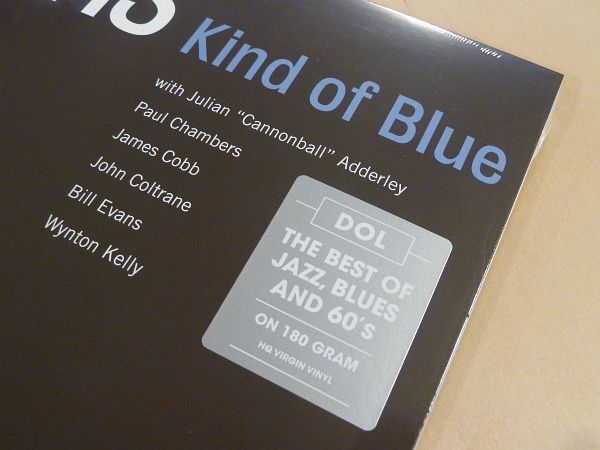 Kind of Blue
with Julian "Cannonball" Adderley
Paul Chambers
James Cobb
John Coltrane
Bill Evans
Wynton Kelly
DOL
THE BEST OF
JAZZ, BLUES
AND 60's
ON 180 GRAM
HQ VIRGIN VINYL